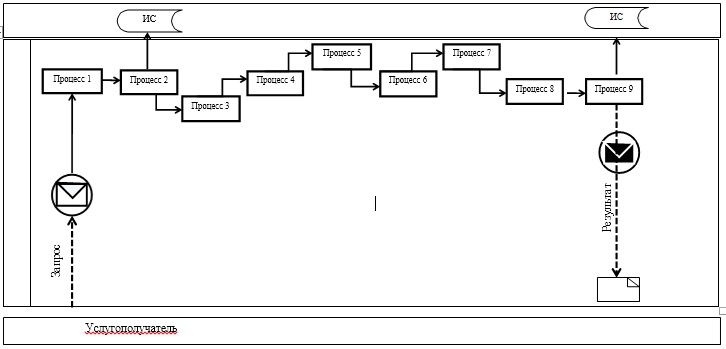 ИС
ИС
Процесс 1
Процесс 2
Процесс 3
Процесс 4
Процесс 5
Процесс 6
Процесс 7
Процесс 8
Процесс 9
Запрос
Результат
Услугополучатель